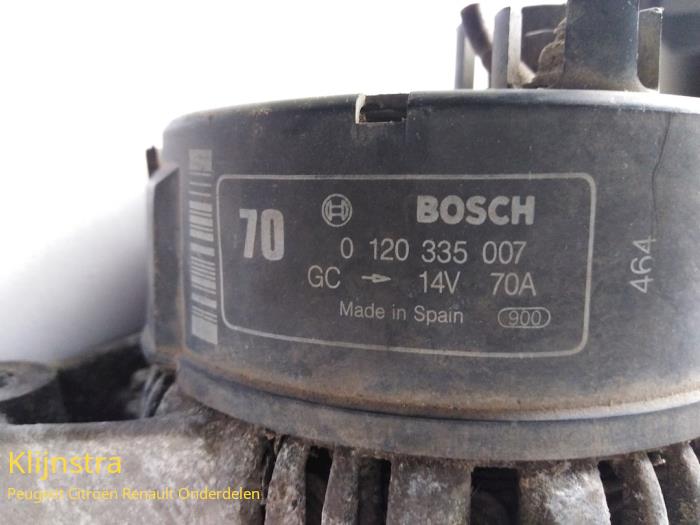 70 BOSCH
0 120 335 007
GC → 14V 70A
Made in Spain 900
464
Klijnstra
Peugeot Citroën Renault Onderdelen